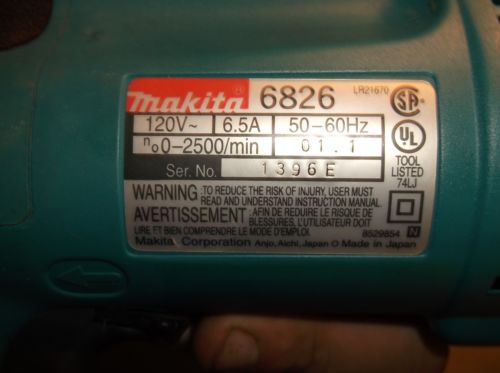 makita® 6826 LR21670
120V~ 6.5A 50-60Hz
n₀0-2500/min 01.1
Ser. No. 1396E
UL
TOOL
LISTED
74LJ
WARNING :TO REDUCE THE RISK OF INJURY, USER MUST
READ AND UNDERSTAND INSTRUCTION MANUAL.
AVERTISSEMENT :AFIN DE REDUIRE LE RISQUE DE
BLESSURES, L'UTILISATEUR DOIT
LIRE ET BIEN COMPRENDRE LE MODE D'EMPLOI.
8529854 N
Makita Corporation Anjo, Aichi, Japan O Made in Japan